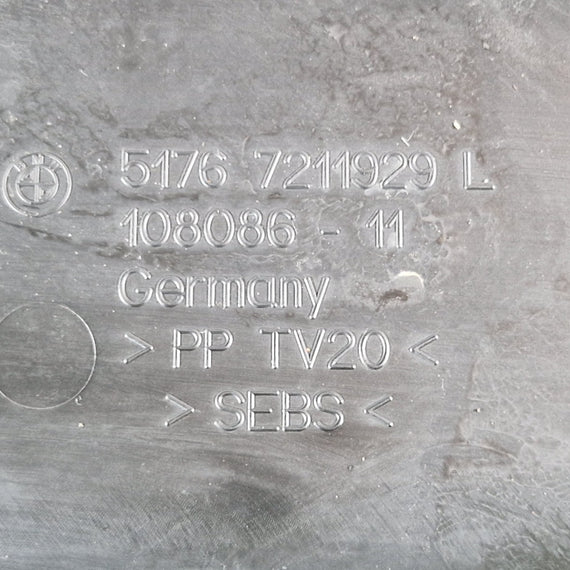 5176 7211929 L
108086 - 11
Germany
> PP TV20 <
> SEBS <